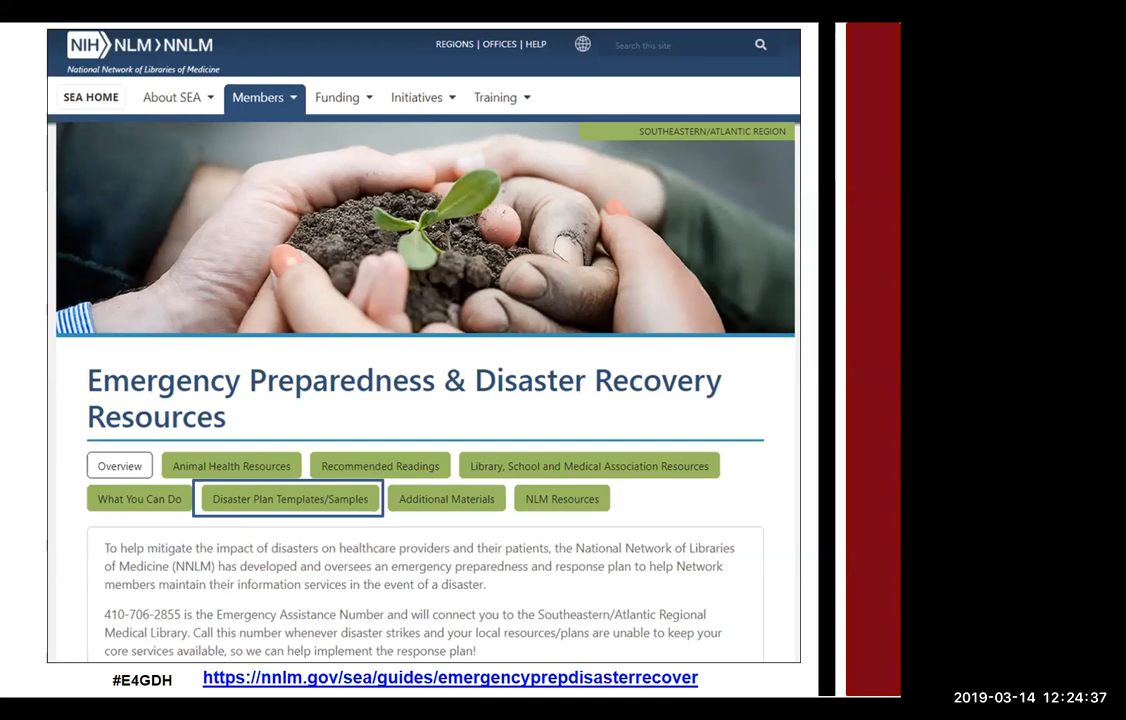 NIH NLM NNLM
National Network of Libraries of Medicine
REGIONS | OFFICES | HELP
Search this site
SEA HOME
About SEA
Members
Funding
Initiatives
Training
SOUTHEASTERN/ATLANTIC REGION
Emergency Preparedness & Disaster Recovery
Resources
Overview
Animal Health Resources
Recommended Readings
Library, School and Medical Association Resources
What You Can Do
Disaster Plan Templates/Samples
Additional Materials
NLM Resources
To help mitigate the impact of disasters on healthcare providers and their patients, the National Network of Libraries
of Medicine (NNLM) has developed and oversees an emergency preparedness and response plan to help Network
members maintain their information services in the event of a disaster.
410-706-2855 is the Emergency Assistance Number and will connect you to the Southeastern/Atlantic Regional
Medical Library. Call this number whenever disaster strikes and your local resources/plans are unable to keep your
core services available, so we can help implement the response plan!
#E4GDH
https://nnlm.gov/sea/guides/emergencyprepdisasterrecover
2019-03-14 12:24:37